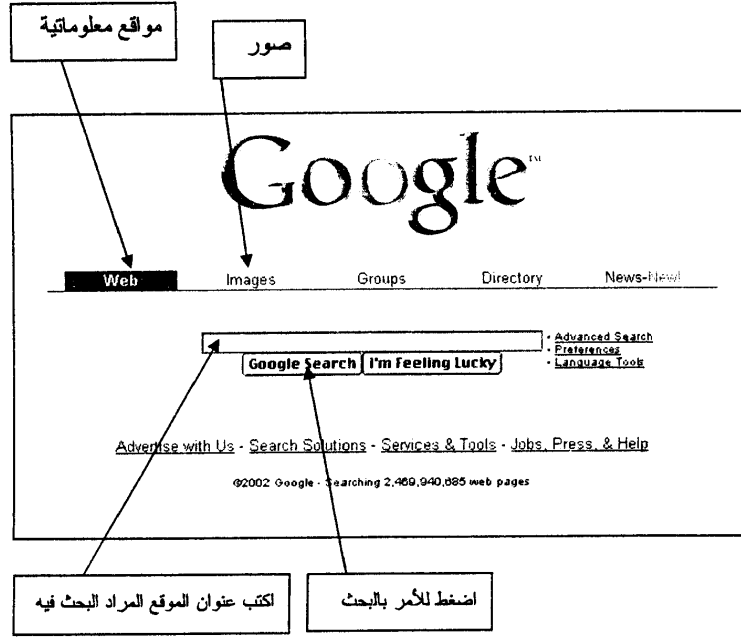 مواقع معلوماتية
صور
Google™
Web Images Groups Directory News-New!
· Advanced Search
· Preferences
· Language Tools
Google Search I'm Feeling Lucky
Advertise with Us - Search Solutions - Services & Tools - Jobs, Press, & Help
©2002 Google - Searching 2,469,940,685 web pages
اكتب عنوان الموقع المراد البحث فيه
اضغط للأمر بالبحث